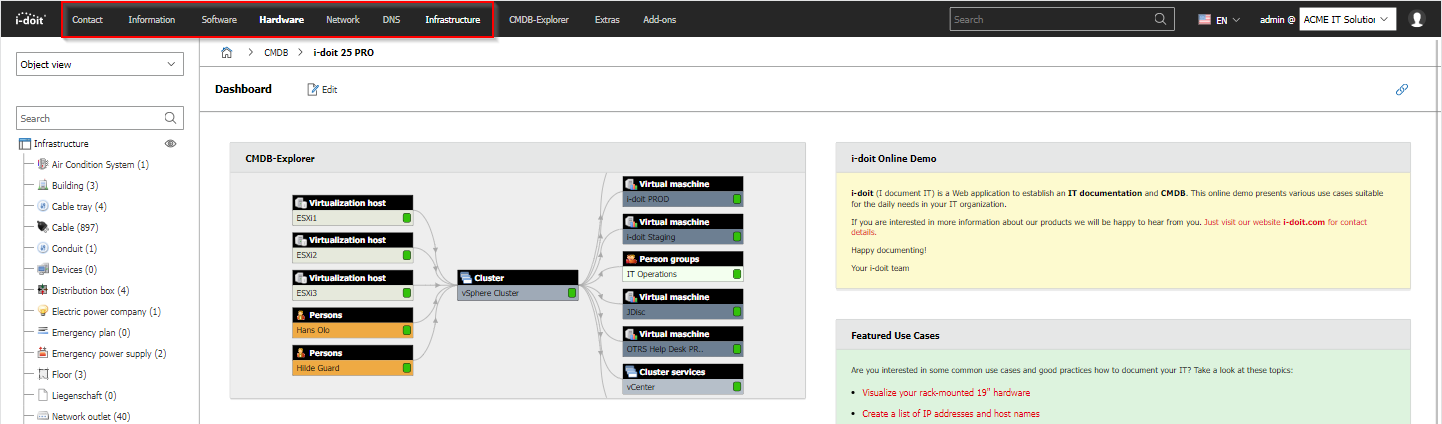 i-doit Contact Information Software Hardware Network DNS Infrastructure CMDB-Explorer Extras Add-ons Search EN admin @ ACME IT Solution
CMDB i-doit 25 PRO
Object view
Dashboard Edit
Search
Infrastructure
Air Condition System (1)
Building (3)
Cable tray (4)
Cable (897)
Conduit (1)
Devices (0)
Distribution box (4)
Electric power company (1)
Emergency plan (0)
Emergency power supply (2)
Floor (3)
Liegenschaft (0)
Network outlet (40)
CMDB-Explorer
Virtualization host
ESXi1
Virtualization host
ESXi2
Virtualization host
ESXi3
Persons
Hans Olo
Persons
Hilde Guard
Cluster
vSphere Cluster
Virtual maschine
i-doit PROD
Virtual maschine
i-doit Staging
Person groups
IT Operations
Virtual maschine
JDisc
Virtual maschine
OTRS Help Desk PR..
Cluster services
vCenter
i-doit Online Demo
i-doit (I document IT) is a Web application to establish an IT documentation and CMDB. This online demo presents various use cases suitable
for the daily needs in your IT organization.
If you are interested in more information about our products we will be happy to hear from you. Just visit our website i-doit.com for contact
details.
Happy documenting!
Your i-doit team
Featured Use Cases
Are you interested in some common use cases and good practices how to document your IT? Take a look at these topics:
• Visualize your rack-mounted 19" hardware
• Create a list of IP addresses and host names